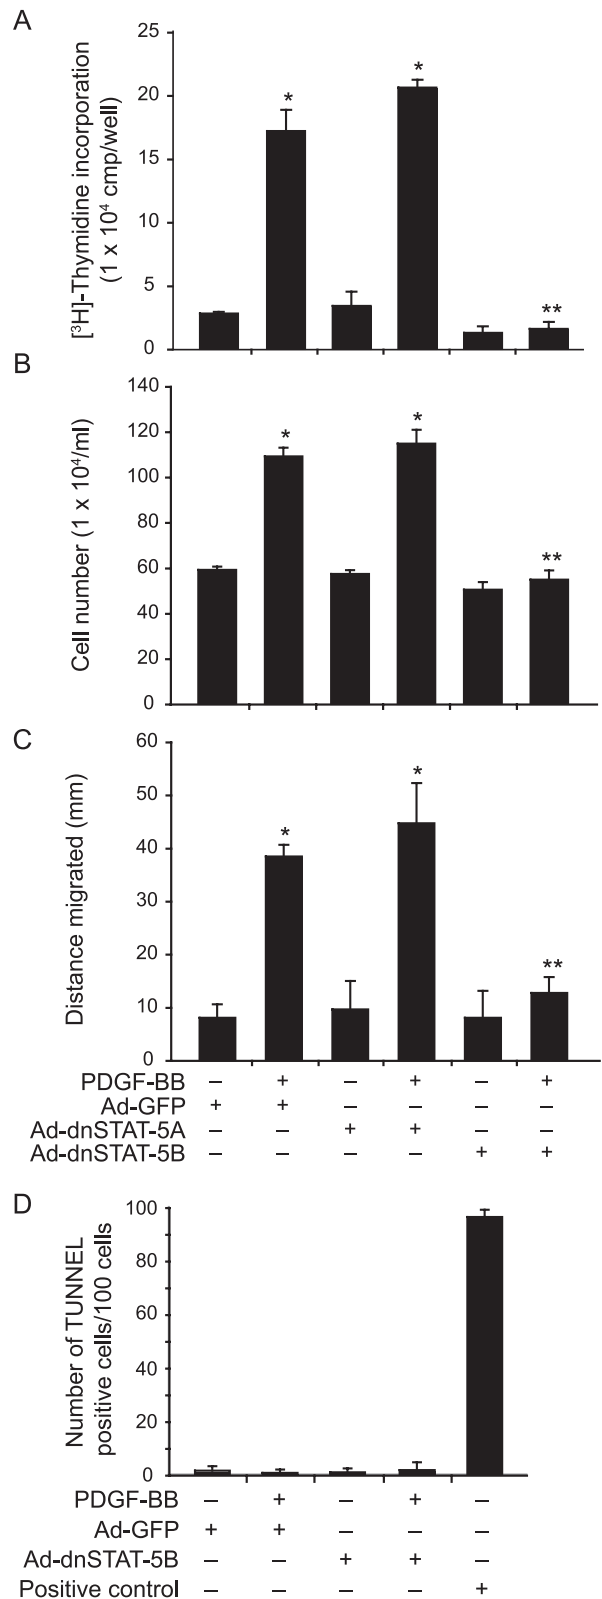 A
[³H]-Thymidine incorporation
(1 x 10⁴ cmp/well)
25
20
15
10
5
0
*
*
**
B
Cell number (1 x 10⁴/ml)
140
120
100
80
60
40
20
0
*
*
**
C
Distance migrated (mm)
60
50
40
30
20
10
0
*
*
**
PDGF-BB – + – + – +
Ad-GFP + + – – – –
Ad-dnSTAT-5A – – + + – –
Ad-dnSTAT-5B – – – – + +
D
Number of TUNNEL
positive cells/100 cells
100
80
60
40
20
0
PDGF-BB – + – + –
Ad-GFP + + – – –
Ad-dnSTAT-5B – – + + –
Positive control – – – – +